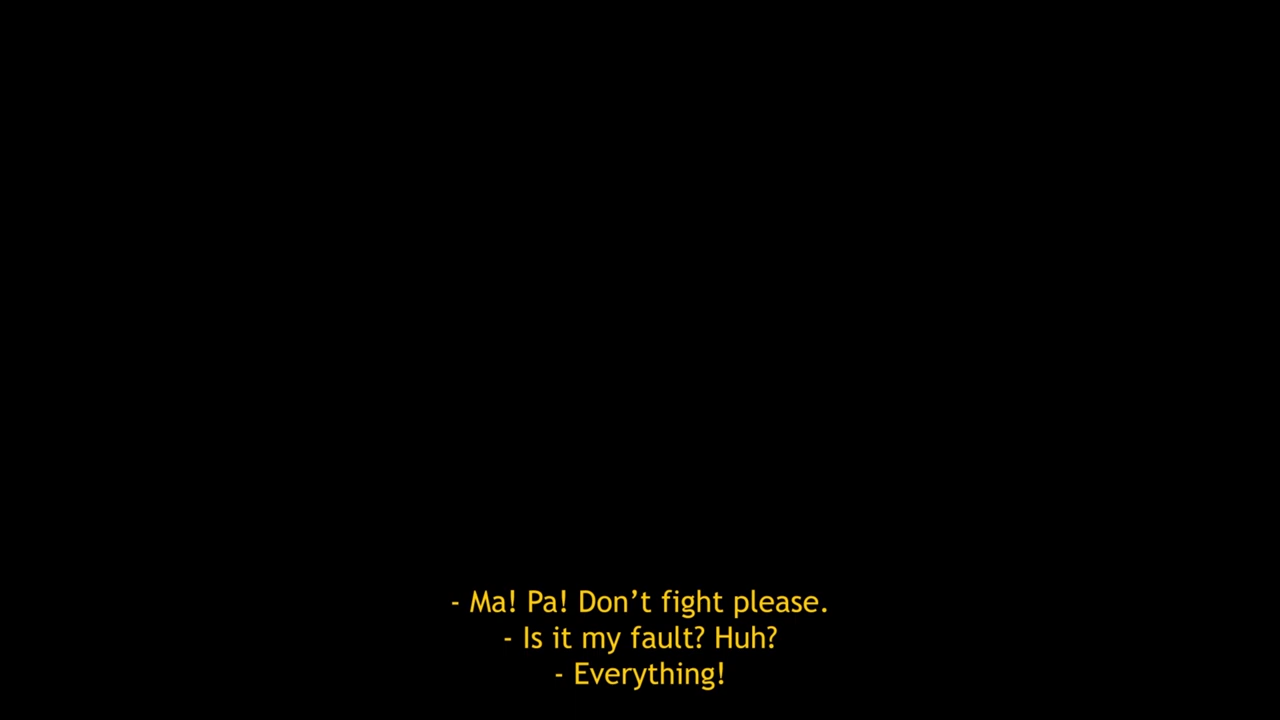 - Ma! Pa! Don’t fight please.
- Is it my fault? Huh?
- Everything!